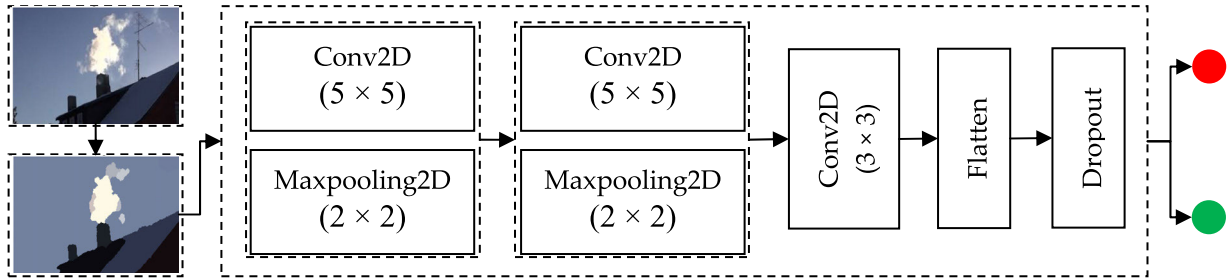 Conv2D
(5 × 5)
Maxpooling2D
(2 × 2)
Conv2D
(5 × 5)
Maxpooling2D
(2 × 2)
Conv2D
(3 × 3)
Flatten
Dropout